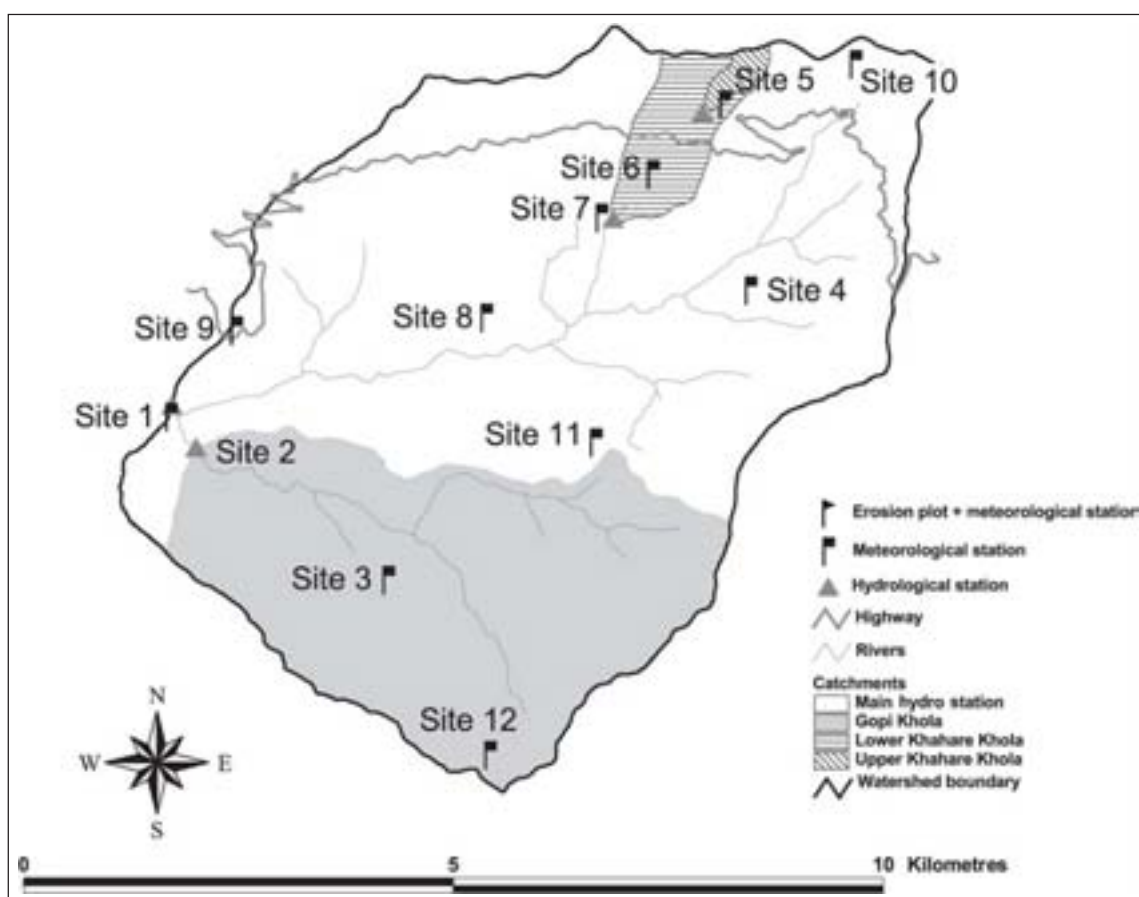 Site 5
Site 10
Site 6
Site 7
Site 4
Site 8
Site 9
Site 1
Site 11
Site 2
Site 3
Site 12
N
W
E
S
Erosion plot + meteorological station*
Meteorological station
Hydrological station
Highway
Rivers
Catchments
Main hydro station
Gopi Khola
Lower Khahare Khola
Upper Khahare Khola
Watershed boundary
0
5
10 Kilometres